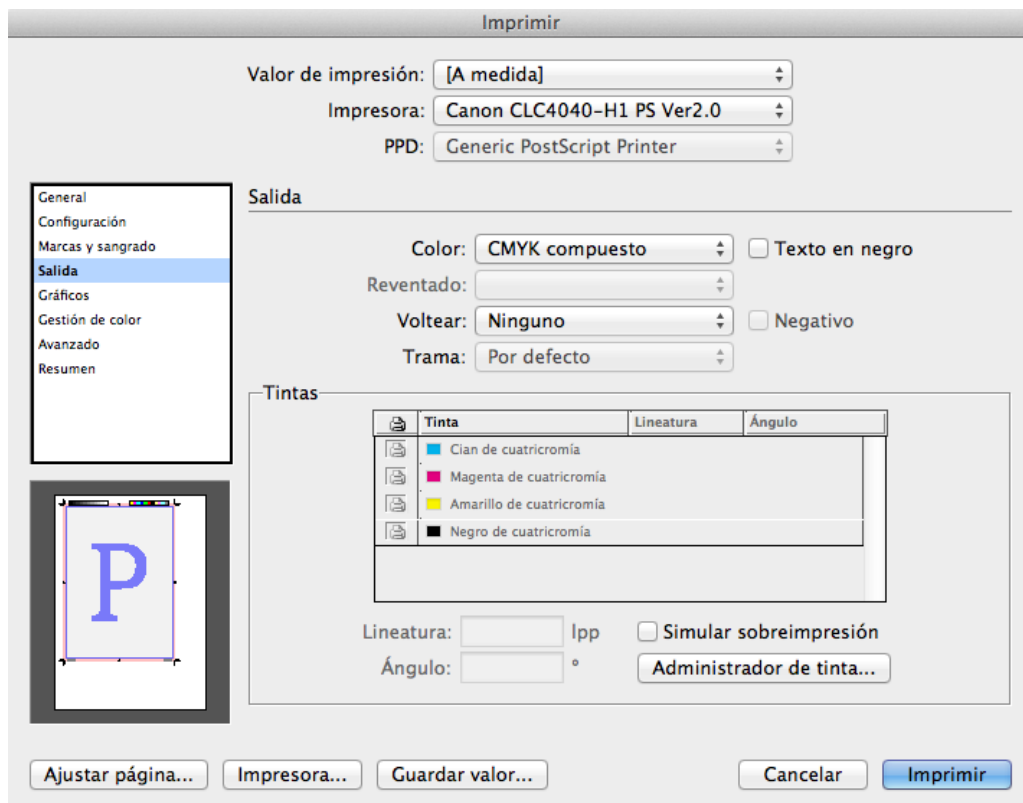 Imprimir
Valor de impresión: [A medida]
Impresora: Canon CLC4040-H1 PS Ver2.0
PPD: Generic PostScript Printer
General
Configuración
Marcas y sangrado
Salida
Gráficos
Gestión de color
Avanzado
Resumen
P
Salida
Color: CMYK compuesto Texto en negro
Reventado:
Voltear: Ninguno Negativo
Trama: Por defecto
Tintas
Tinta Lineatura Ángulo
Cian de cuatricromía
Magenta de cuatricromía
Amarillo de cuatricromía
Negro de cuatricromía
Lineatura: lpp Simular sobreimpresión
Ángulo: ° Administrador de tinta...
Ajustar página... Impresora... Guardar valor... Cancelar Imprimir